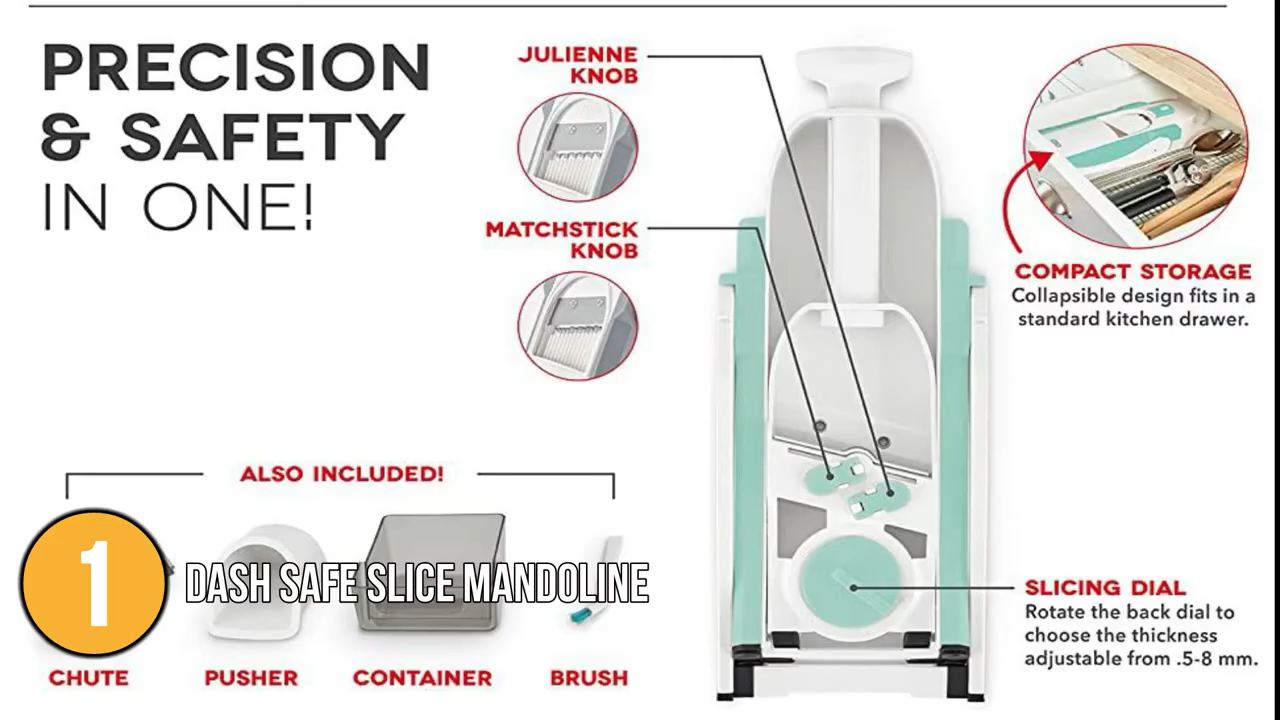 PRECISION
& SAFETY
IN ONE!
JULIENNE
KNOB
MATCHSTICK
KNOB
COMPACT STORAGE
Collapsible design fits in a
standard kitchen drawer.
ALSO INCLUDED!
1
DASH SAFE SLICE MANDOLINE
CHUTE
PUSHER
CONTAINER
BRUSH
SLICING DIAL
Rotate the back dial to
choose the thickness
adjustable from .5-8 mm.